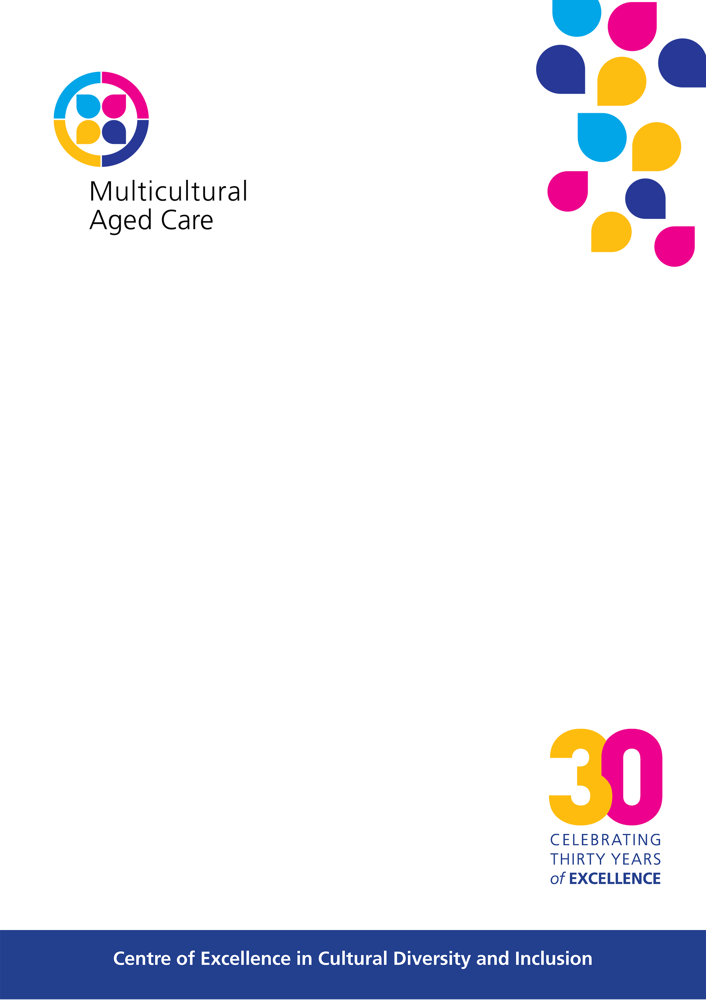 Multicultural
Aged Care
30
CELEBRATING
THIRTY YEARS
of EXCELLENCE
Centre of Excellence in Cultural Diversity and Inclusion